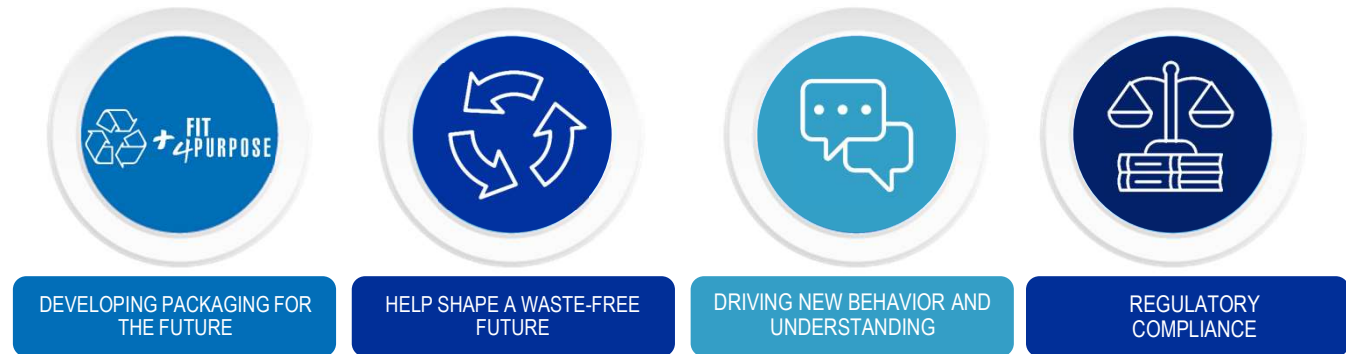 + FIT
4PURPOSE
DEVELOPING PACKAGING FOR
THE FUTURE
HELP SHAPE A WASTE-FREE
FUTURE
DRIVING NEW BEHAVIOR AND
UNDERSTANDING
REGULATORY
COMPLIANCE